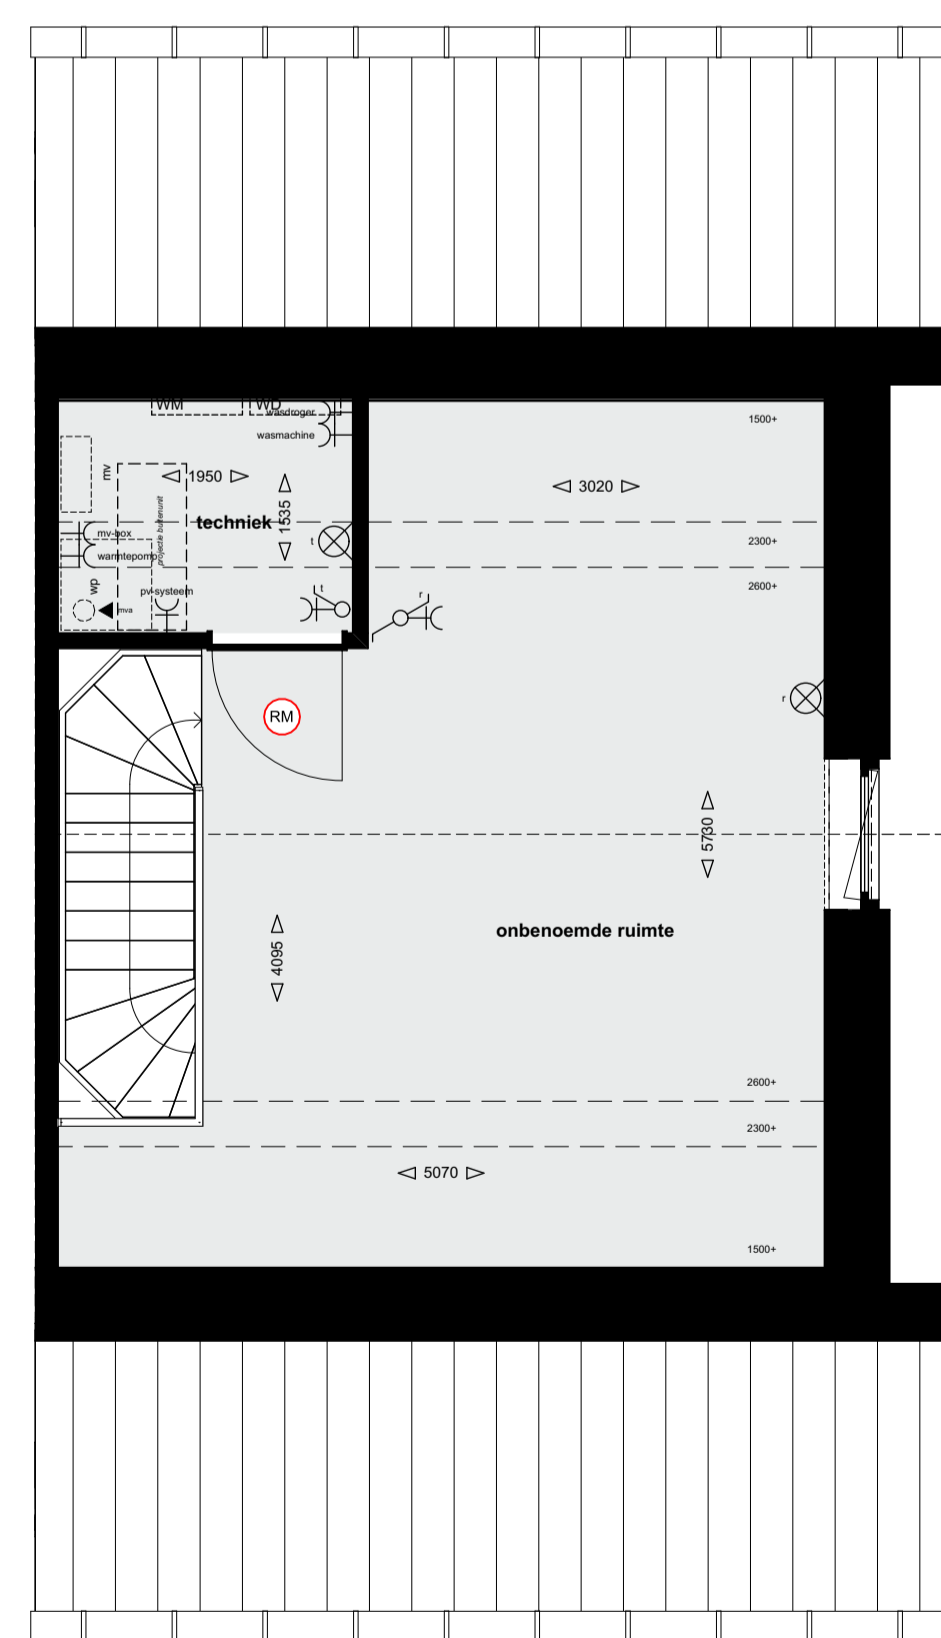 WM
WD
wasdroger
wasmachine
1500+
mv
1950
3020
1535
projectie buitenunit
techniek
mv-box
t
2300+
warmtepomp
wp
pv-systeem
t
r
2600+
mva
r
RM
5730
onbenoemde ruimte
4095
2600+
2300+
5070
1500+